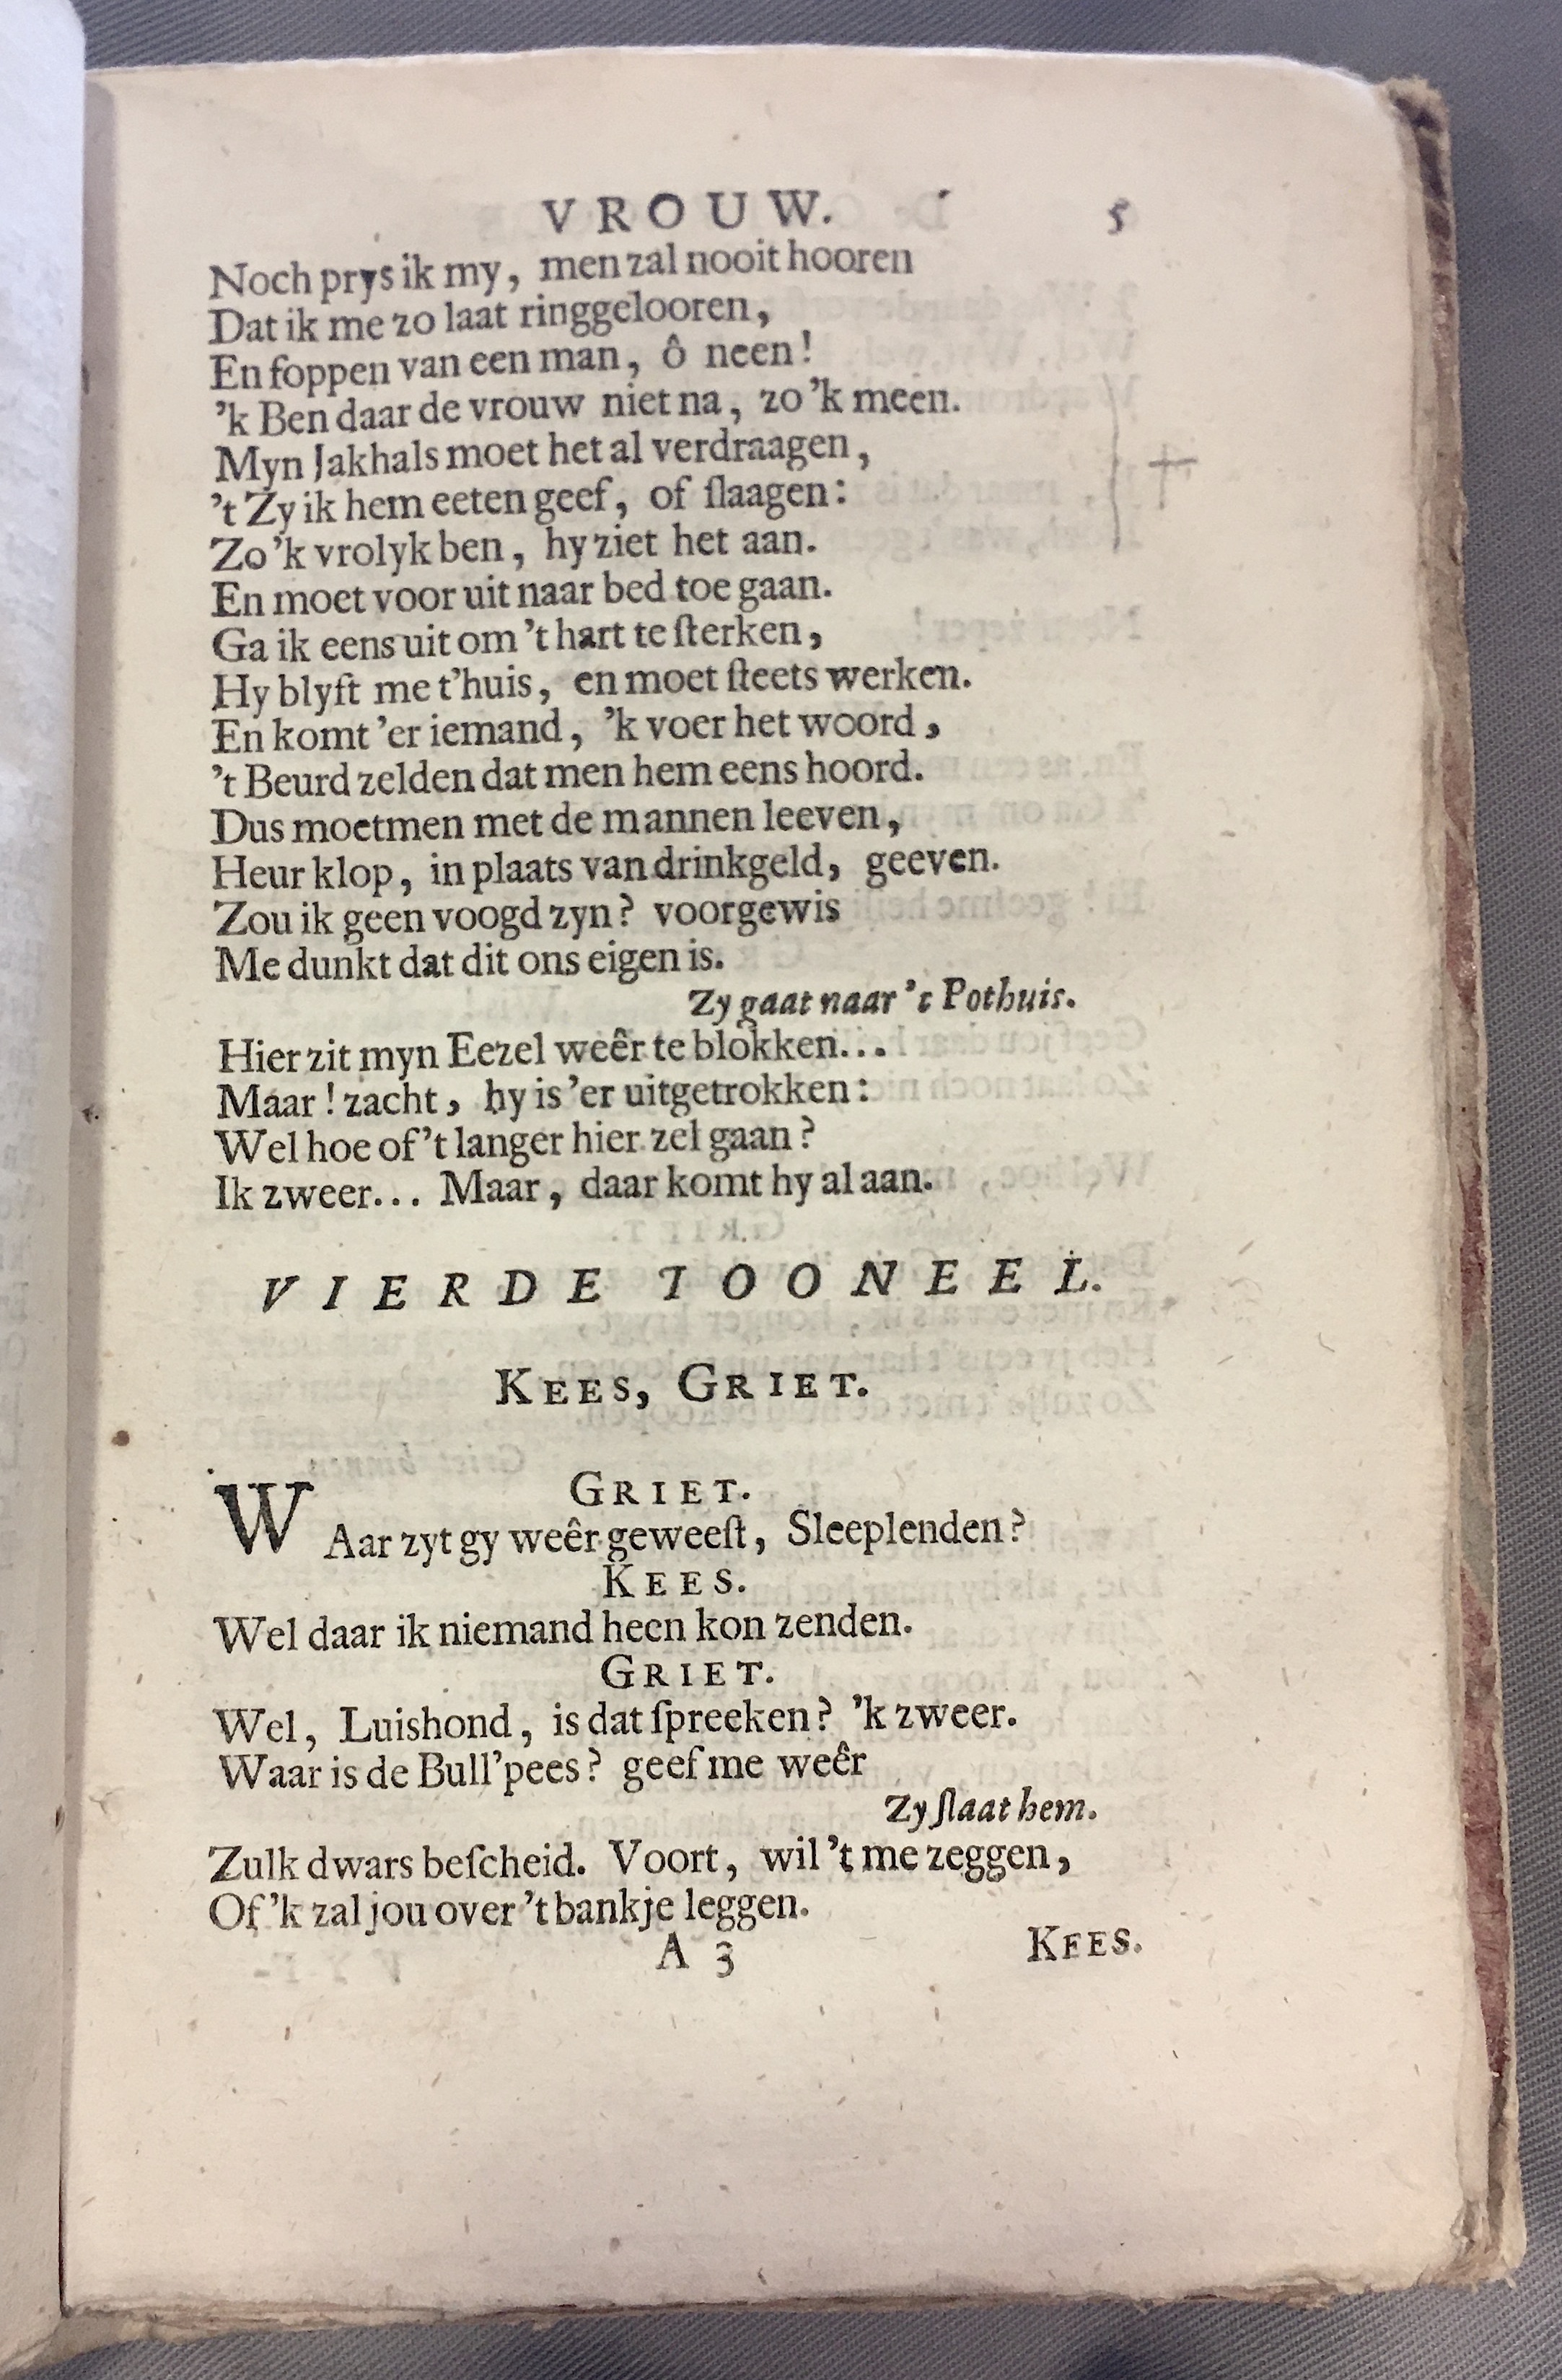 VROUW. 5
Noch prys ik my, men zal nooit hooren
Dat ik me zo laat ringgelooren,
En foppen van een man, ô neen!
'k Ben daar de vrouw niet na, zo 'k meen.
Myn Jakhals moet het al verdraagen,
't Zy ik hem eeten geef, of ſlaagen:
Zo 'k vrolyk ben, hy ziet het aan.
En moet voor uit naar bed toe gaan.
Ga ik eens uit om 't hart te ſterken,
Hy blyft me t'huis, en moet ſteets werken.
En komt 'er iemand, 'k voer het woord,
't Beurd zelden dat men hem eens hoord.
Dus moetmen met de mannen leeven,
Heur klop, in plaats van drinkgeld, geeven.
Zou ik geen voogd zyn? voorgewis
Me dunkt dat dit ons eigen is.
Zy gaat naar 't Pothuis.
Hier zit myn Eezel weêr te blokken...
Maar! zacht, hy is 'er uitgetrokken:
Wel hoe of 't langer hier zel gaan?
Ik zweer... Maar, daar komt hy al aan.
VIERDE TOONEEL.
KEES, GRIET.
GRIET.
WAar zyt gy weêr geweeſt, Sleeplenden?
KEES.
Wel daar ik niemand heen kon zenden.
GRIET.
Wel, Luishond, is dat ſpreeken? 'k zweer.
Waar is de Bull'pees? geef me weêr
Zy ſlaat hem.
Zulk dwars beſcheid. Voort, wil 't me zeggen,
Of 'k zal jou over 't bankje leggen.
A 3 KEES.